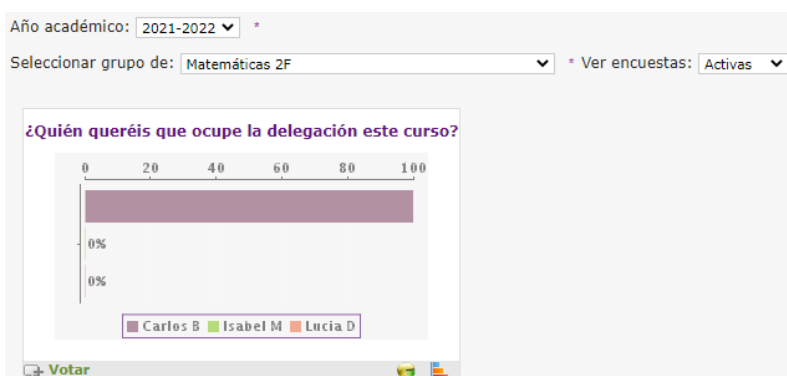 Año académico: 2021-2022 *
Seleccionar grupo de: Matemáticas 2F * Ver encuestas: Activas
¿Quién queréis que ocupe la delegación este curso?
0 20 40 60 80 100
0%
0%
Carlos B Isabel M Lucia D
Votar